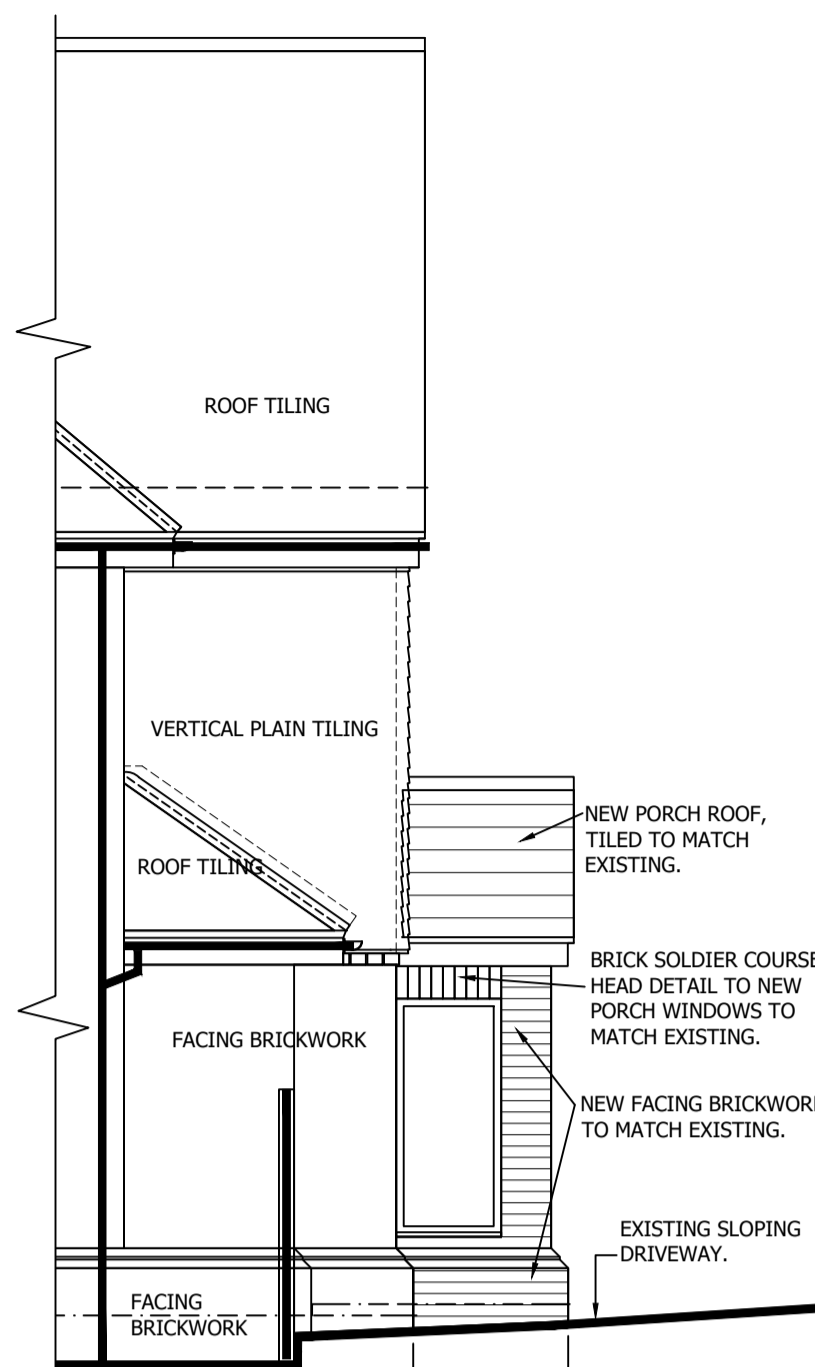 ROOF TILING
VERTICAL PLAIN TILING
NEW PORCH ROOF,
TILED TO MATCH
EXISTING.
ROOF TILING
BRICK SOLDIER COURSE
HEAD DETAIL TO NEW
PORCH WINDOWS TO
MATCH EXISTING.
FACING BRICKWORK
NEW FACING BRICKWORK
TO MATCH EXISTING.
EXISTING SLOPING
DRIVEWAY.
FACING
BRICKWORK